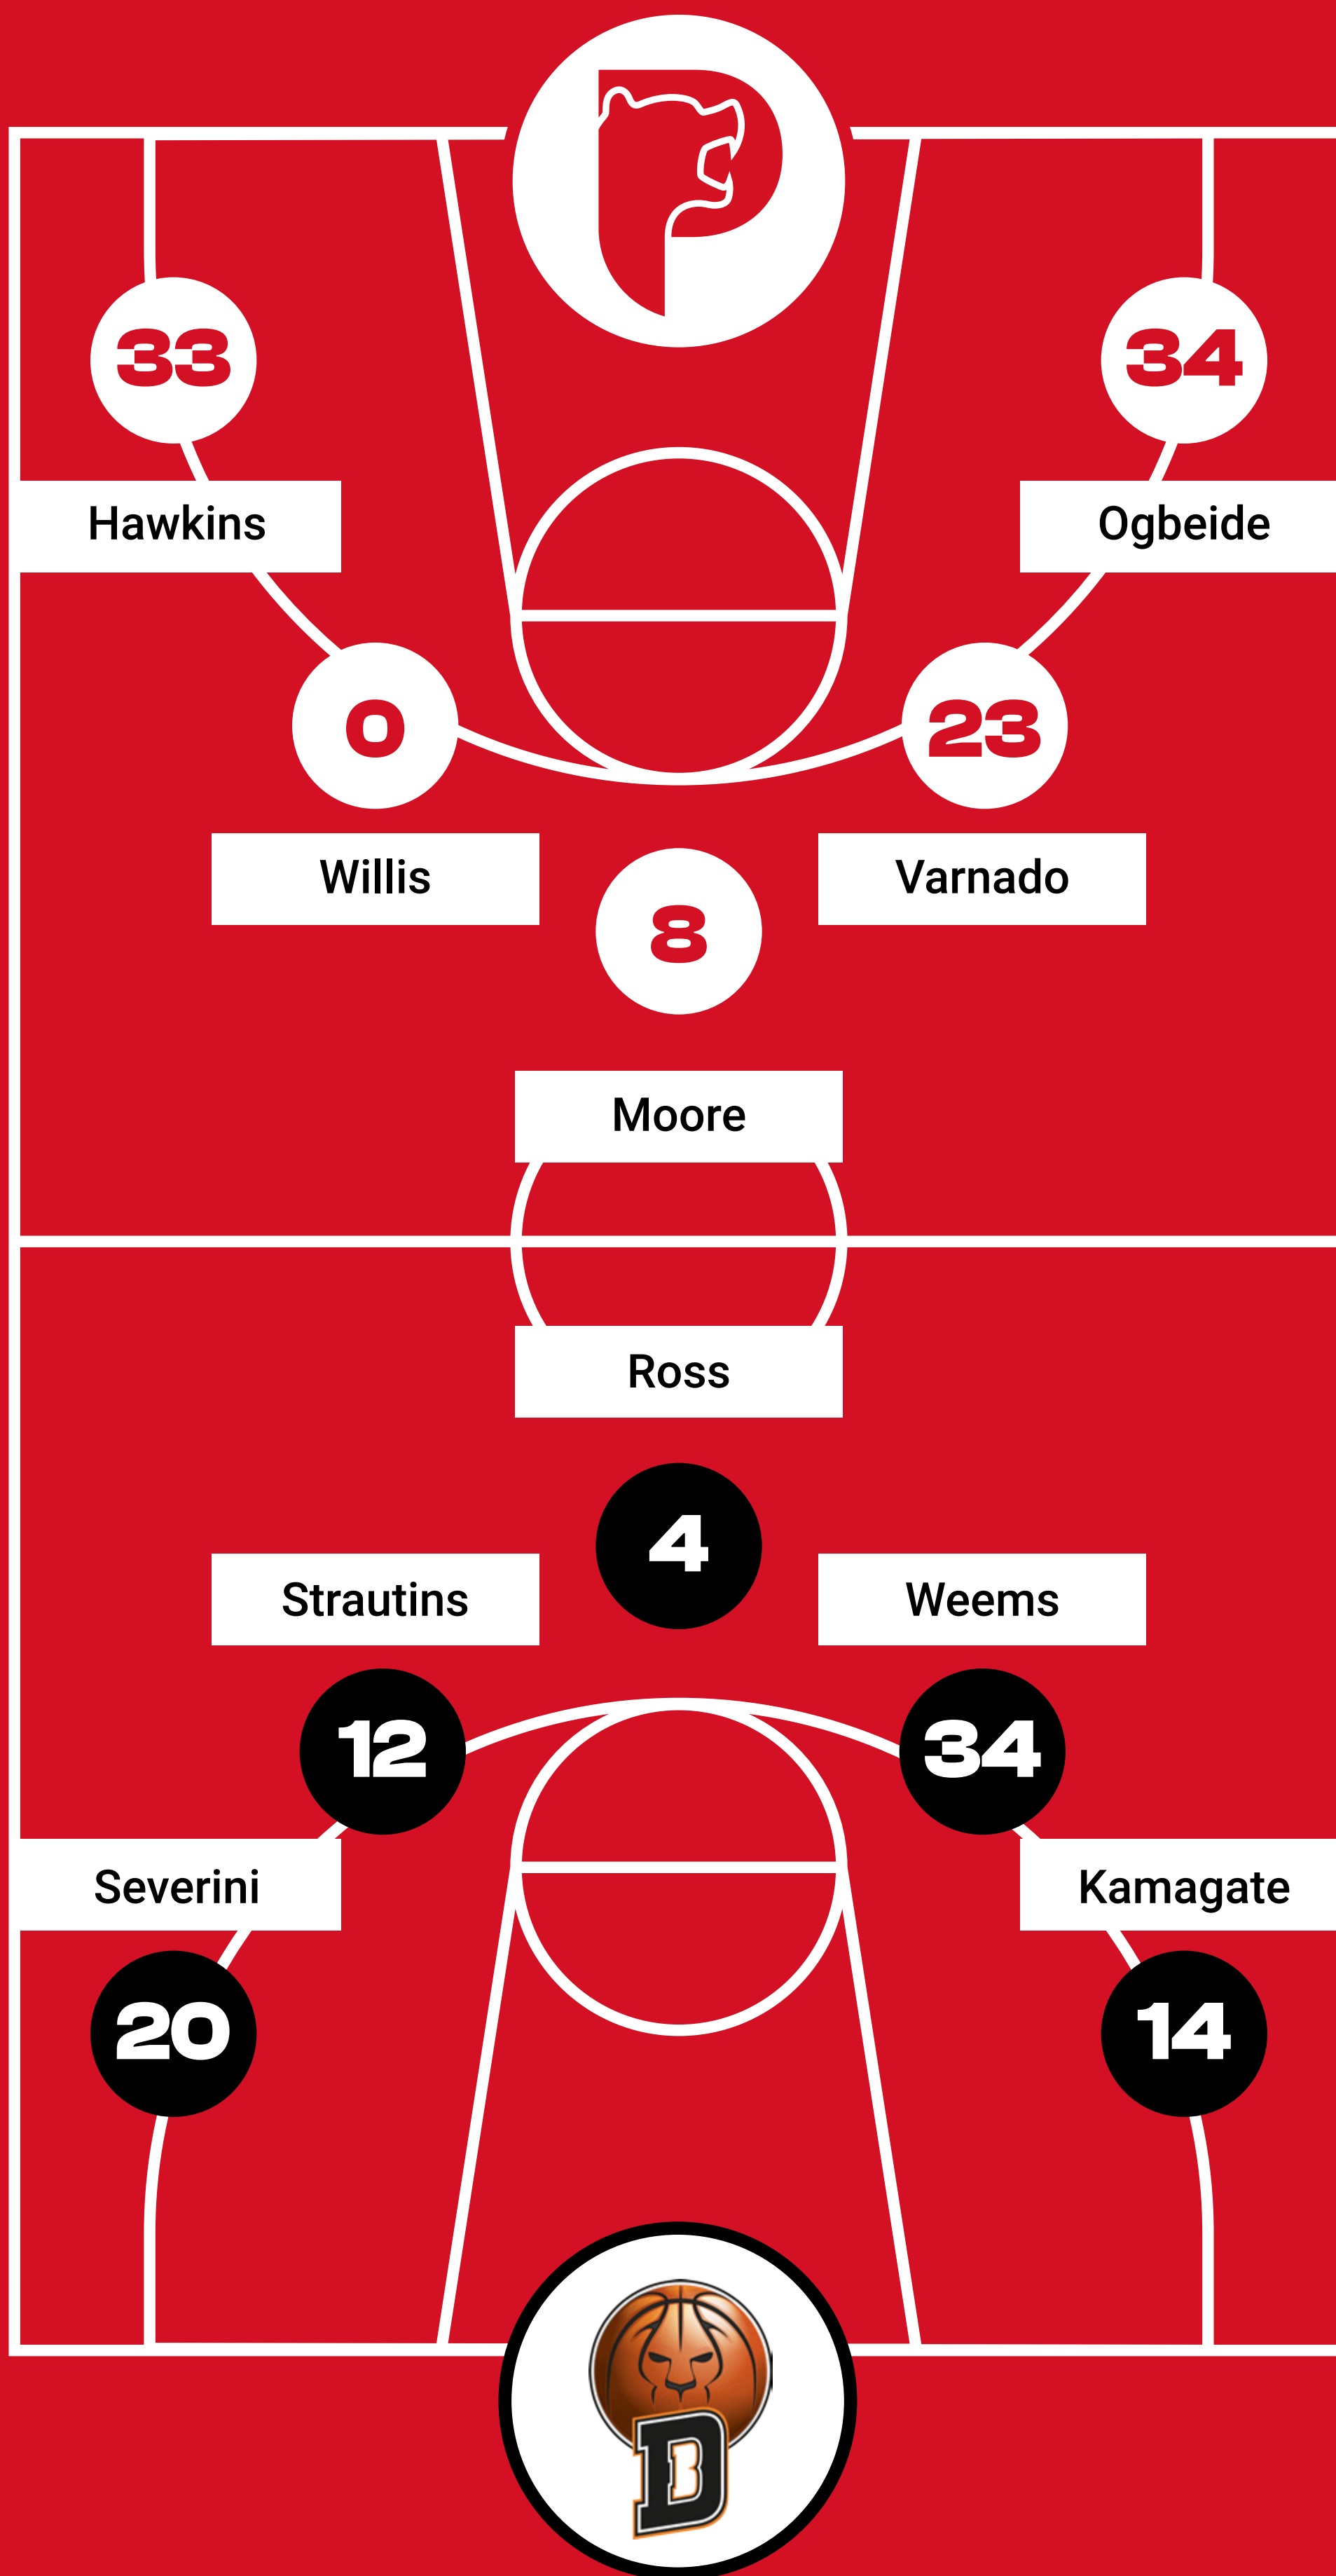 P
33
34
Hawkins
Ogbeide
0
23
Willis
Varnado
8
Moore
Ross
4
Strautins
Weems
12
34
Severini
Kamagate
20
14
DB